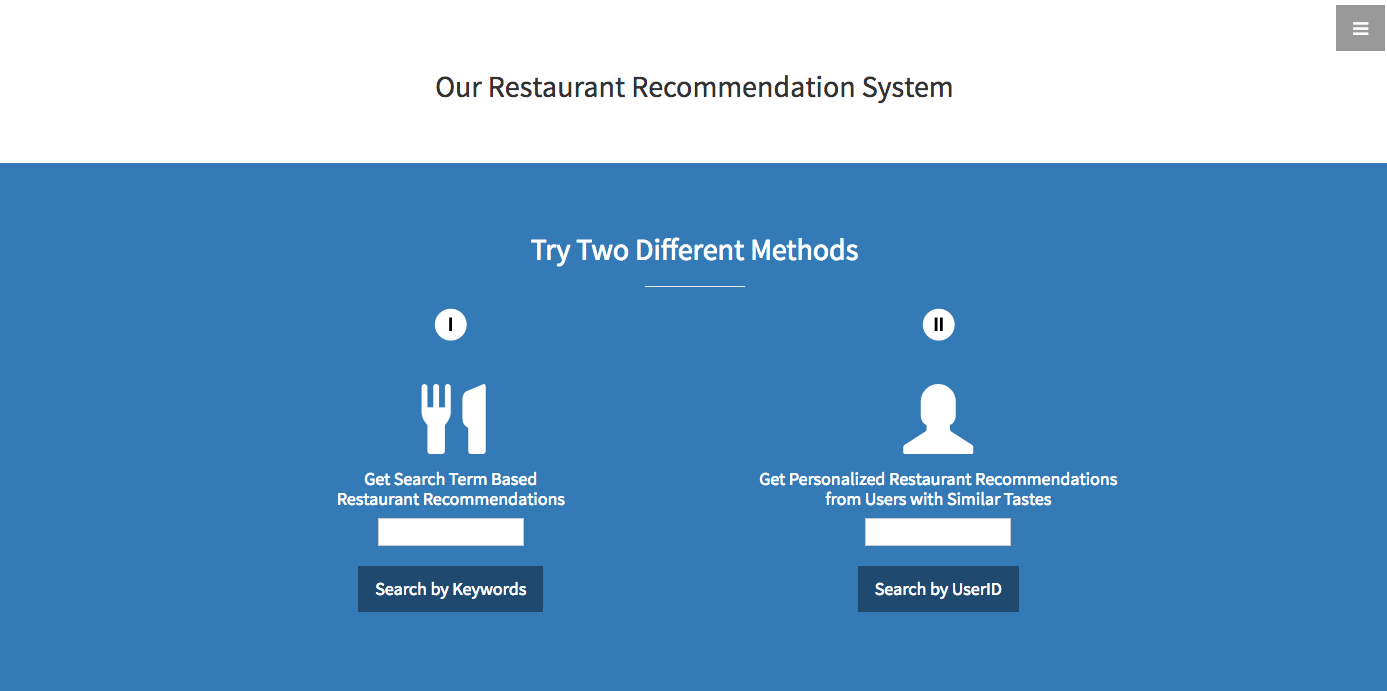 Our Restaurant Recommendation System
Try Two Different Methods
I
II
Get Search Term Based
Restaurant Recommendations
Get Personalized Restaurant Recommendations
from Users with Similar Tastes
Search by Keywords
Search by UserID